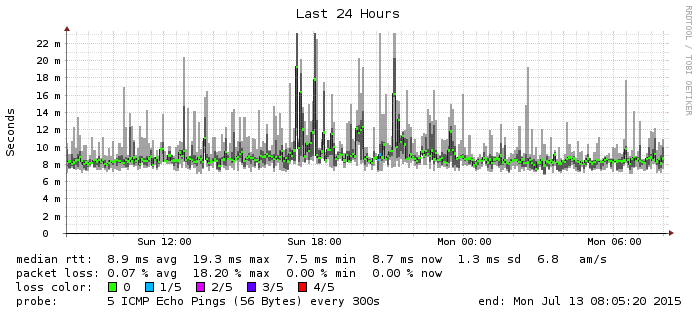 Last 24 Hours
RRDTOOL / TOBI OETIKER
Seconds
22 m
20 m
18 m
16 m
14 m
12 m
10 m
8 m
6 m
4 m
2 m
0
Sun 12:00 Sun 18:00 Mon 00:00 Mon 06:00
median rtt: 8.9 ms avg 19.3 ms max 7.5 ms min 8.7 ms now 1.3 ms sd 6.8 am/s
packet loss: 0.07 % avg 18.20 % max 0.00 % min 0.00 % now
loss color: 0 1/5 2/5 3/5 4/5
probe: 5 ICMP Echo Pings (56 Bytes) every 300s end: Mon Jul 13 08:05:20 2015